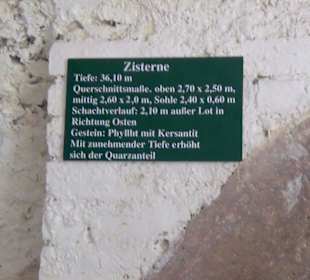 Zisterne
Tiefe: 36,10 m
Querschnittsmaße. oben 2,70 x 2,50 m,
mittig 2,60 x 2,0 m, Sohle 2,40 x 0,60 m
Schachtverlauf: 2,10 m außer Lot in
Richtung Osten
Gestein: Phyllht mit Kersantit
Mit zunehmender Tiefe erhöht
sich der Quarzanteil